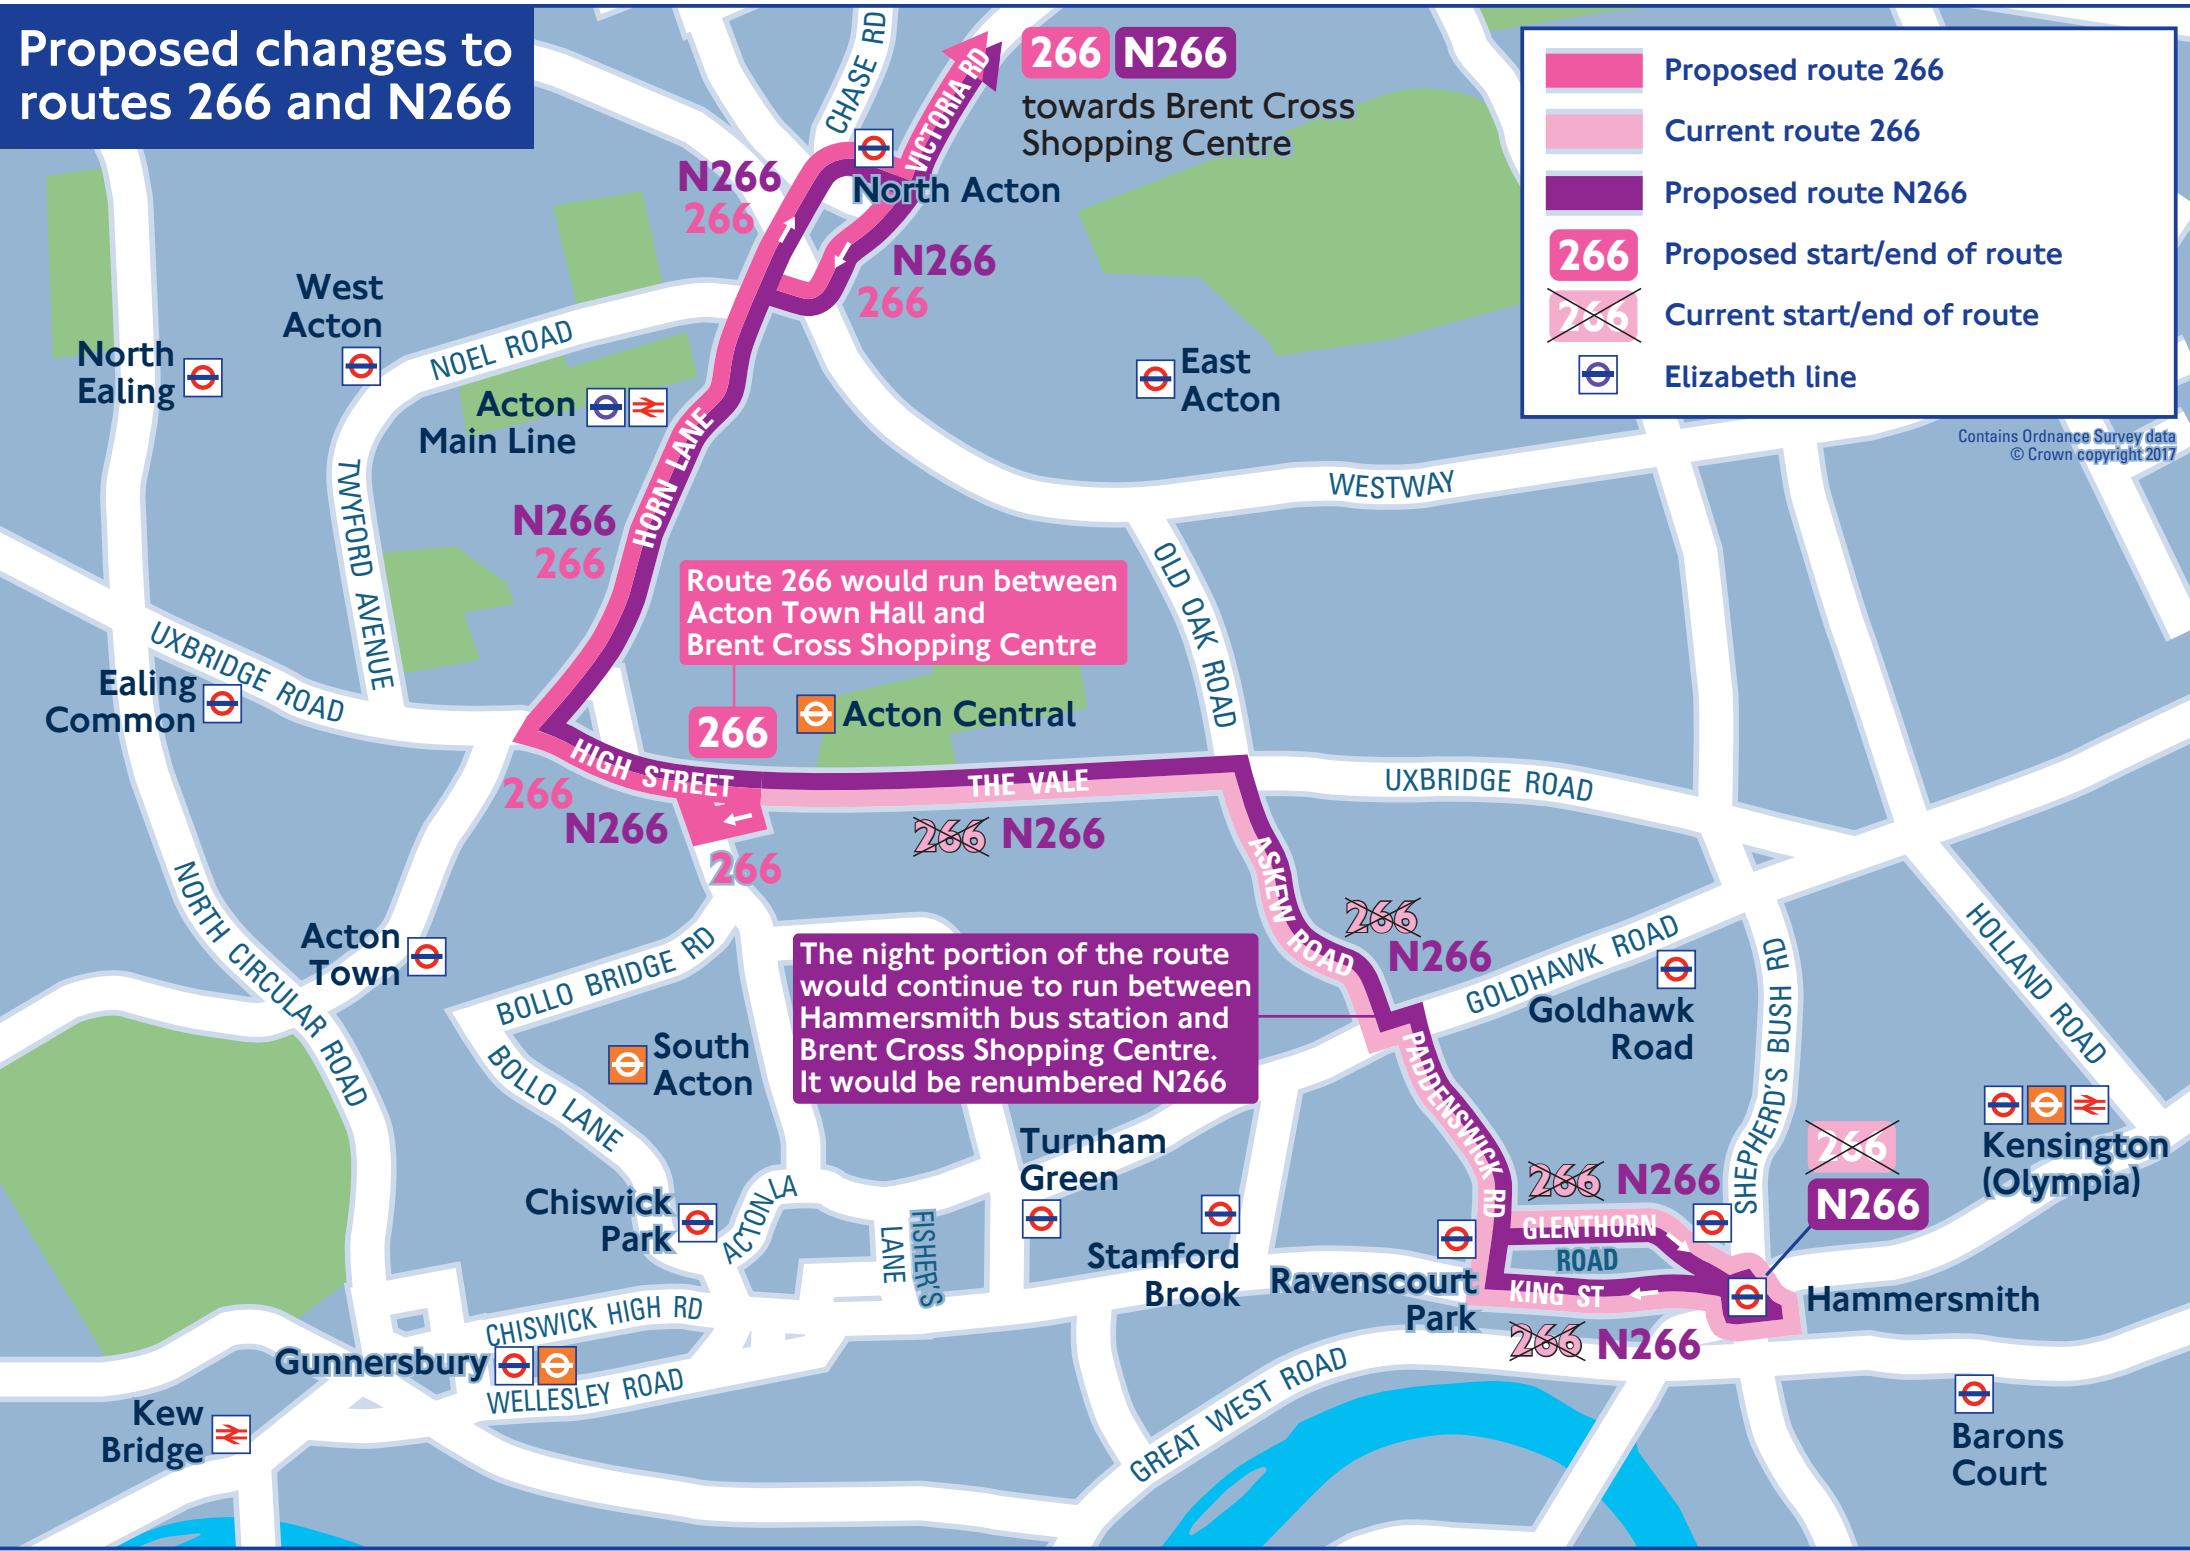 Proposed changes to
routes 266 and N266
CHASE RD
VICTORIA RD
266 N266
towards Brent Cross
Shopping Centre
Proposed route 266
Current route 266
Proposed route N266
266 Proposed start/end of route
266 Current start/end of route
Elizabeth line
Contains Ordnance Survey data
© Crown copyright 2017
N266
266
North Acton
N266
266
West
Acton
North
Ealing
NOEL ROAD
Acton
Main Line
East
Acton
HORN LANE
WESTWAY
TWYFORD AVENUE
N266
266
OLD OAK ROAD
Route 266 would run between
Acton Town Hall and
Brent Cross Shopping Centre
266
Acton Central
UXBRIDGE ROAD
Ealing
Common
HIGH STREET
THE VALE
UXBRIDGE ROAD
266
N266
266
266 N266
ASKEW ROAD
266
N266
GOLDHAWK ROAD
Goldhawk
Road
SHEPHERD'S BUSH RD
HOLLAND ROAD
NORTH CIRCULAR ROAD
Acton
Town
BOLLO BRIDGE RD
BOLLO LANE
South
Acton
The night portion of the route
would continue to run between
Hammersmith bus station and
Brent Cross Shopping Centre.
It would be renumbered N266
PADDENSWICK RD
Kensington
(Olympia)
Turnham
Green
Chiswick
Park
ACTON LA
FISHER'S
LANE
Stamford
Brook
266 N266
266
N266
GLENTHORN
ROAD
KING ST
Ravenscourt
Park
Hammersmith
266 N266
CHISWICK HIGH RD
Gunnersbury
WELLESLEY ROAD
GREAT WEST ROAD
Kew
Bridge
Barons
Court